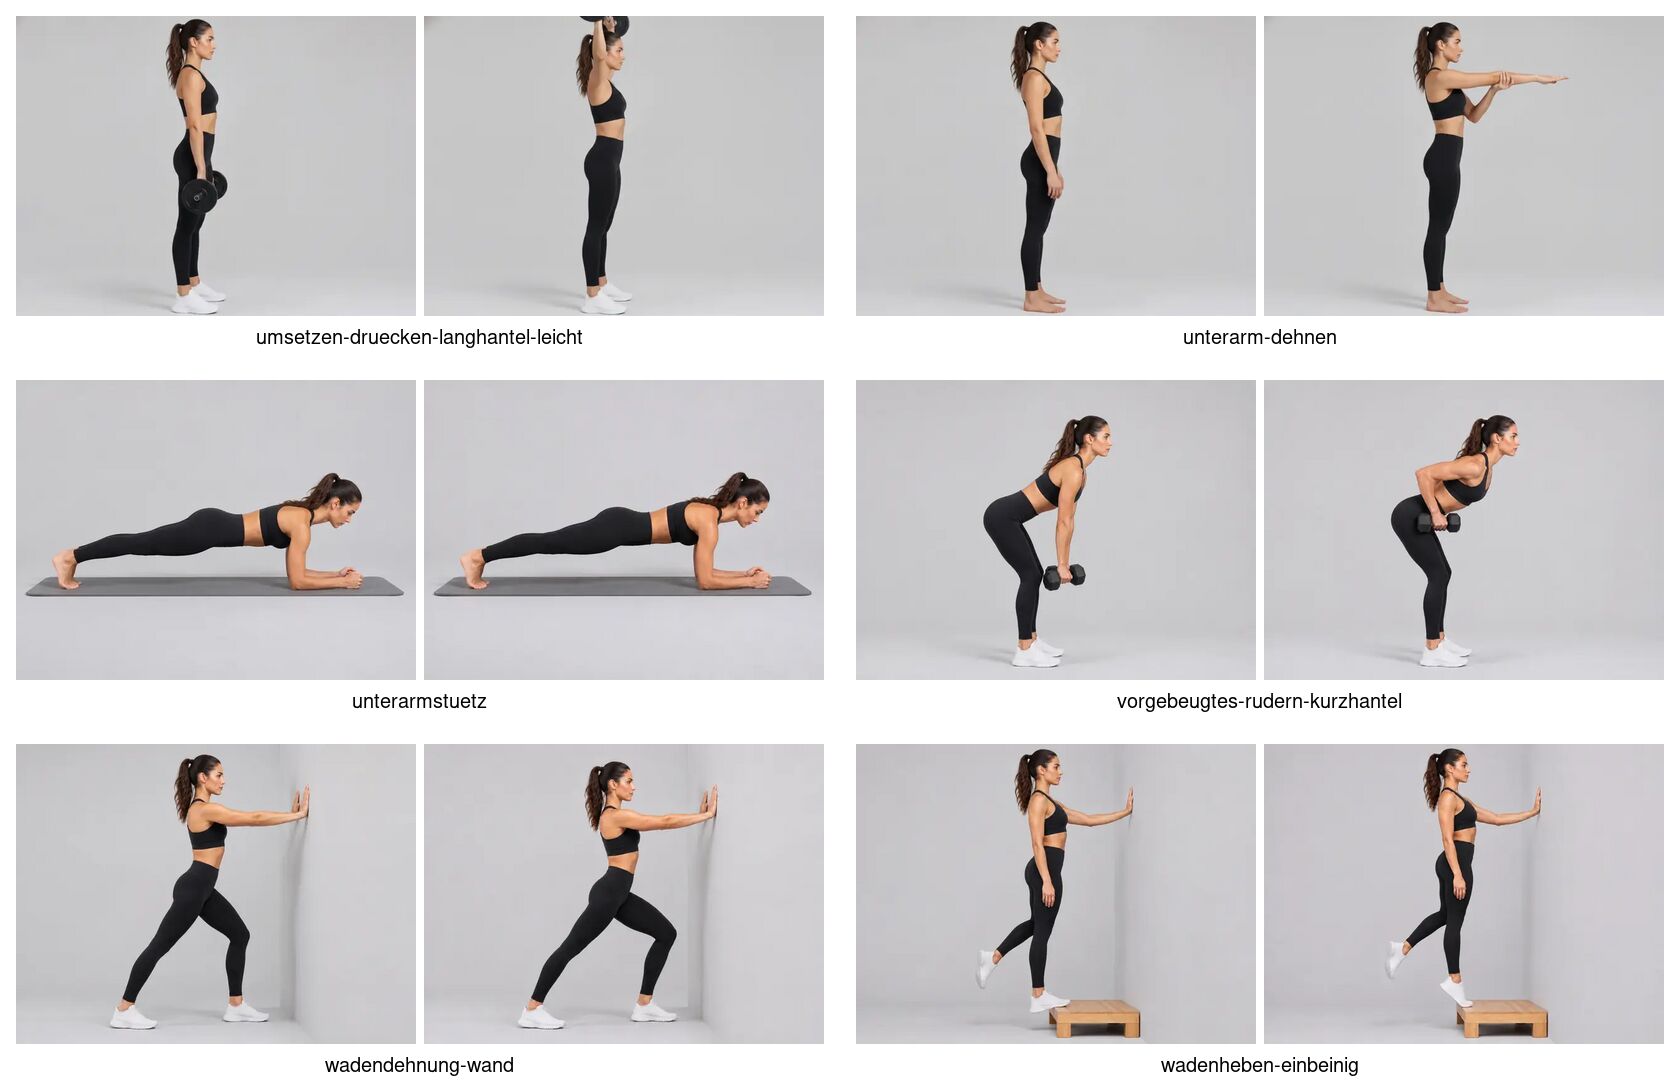 umsetzen-druecken-langhantel-leicht
unterarm-dehnen
unterarmstuetz
vorgebeugtes-rudern-kurzhantel
wadendehnung-wand
wadenheben-einbeinig